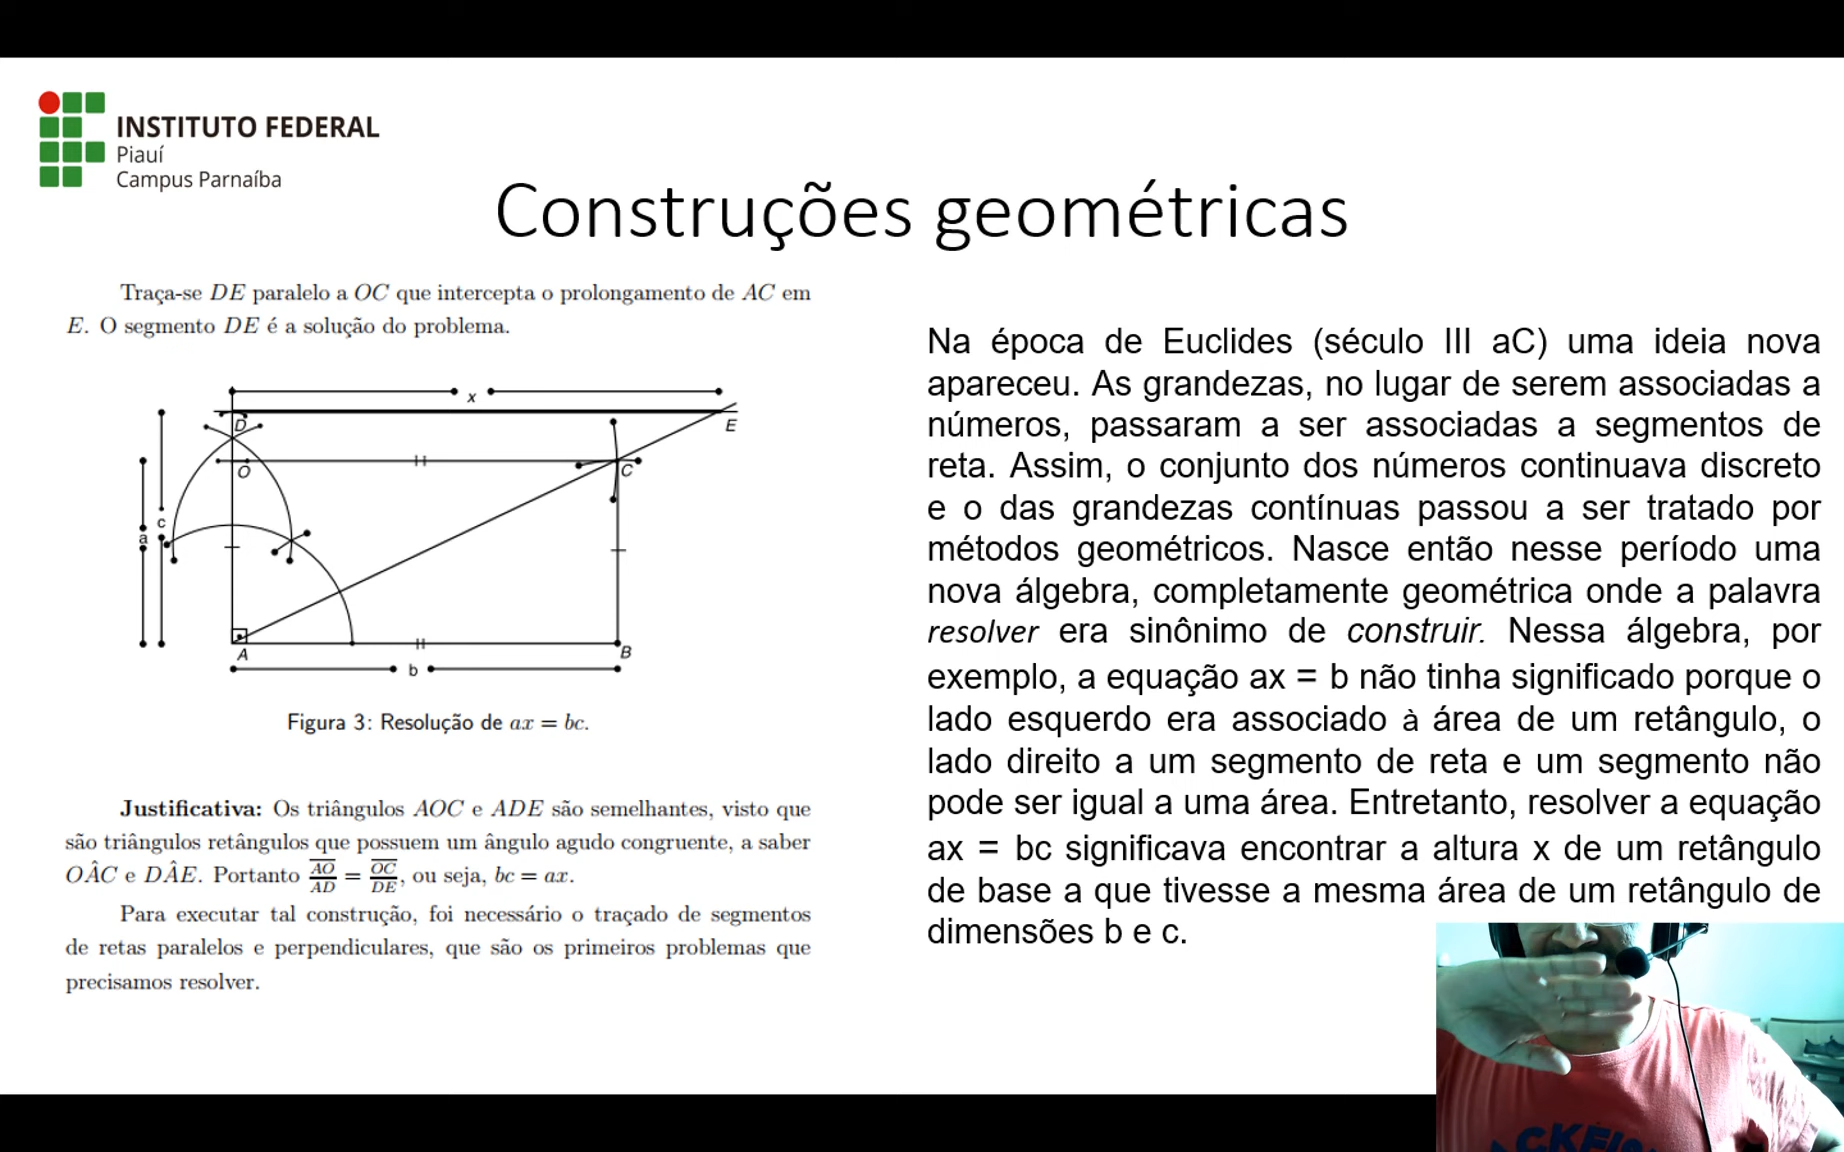 INSTITUTO FEDERAL
Piauí
Campus Parnaíba
Construções geométricas
Traça-se DE paralelo a OC que intercepta o prolongamento de AC em
E. O segmento DE é a solução do problema.
x
D
E
O
C
c
a
A
B
b
Figura 3: Resolução de ax = bc.
Justificativa: Os triângulos AOC e ADE são semelhantes, visto que
são triângulos retângulos que possuem um ângulo agudo congruente, a saber
OÂC e DÂE. Portanto AO/AD = OC/DE, ou seja, bc = ax.
Para executar tal construção, foi necessário o traçado de segmentos
de retas paralelos e perpendiculares, que são os primeiros problemas que
precisamos resolver.
Na época de Euclides (século III aC) uma ideia nova
apareceu. As grandezas, no lugar de serem associadas a
números, passaram a ser associadas a segmentos de
reta. Assim, o conjunto dos números continuava discreto
e o das grandezas contínuas passou a ser tratado por
métodos geométricos. Nasce então nesse período uma
nova álgebra, completamente geométrica onde a palavra
resolver era sinônimo de construir. Nessa álgebra, por
exemplo, a equação ax = b não tinha significado porque o
lado esquerdo era associado à área de um retângulo, o
lado direito a um segmento de reta e um segmento não
pode ser igual a uma área. Entretanto, resolver a equação
ax = bc significava encontrar a altura x de um retângulo
de base a que tivesse a mesma área de um retângulo de
dimensões b e c.